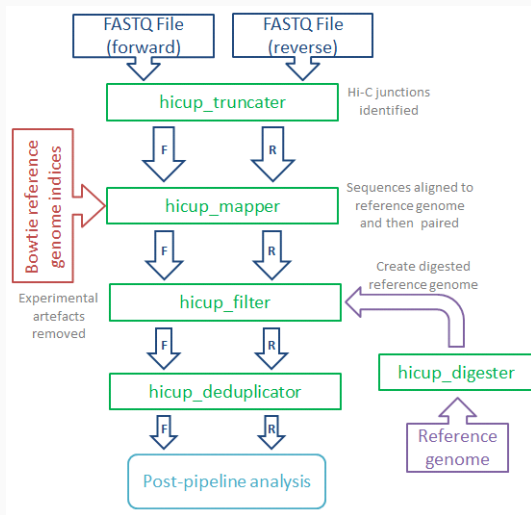 FASTQ File
(forward)
FASTQ File
(reverse)
hicup_truncater
Hi-C junctions
identified
F
R
Bowtie reference
genome indices
hicup_mapper
Sequences aligned to
reference genome
and then paired
F
R
Create digested
reference genome
Experimental
artefacts
removed
hicup_filter
F
R
hicup_digester
hicup_deduplicator
F
R
Reference
genome
Post-pipeline analysis